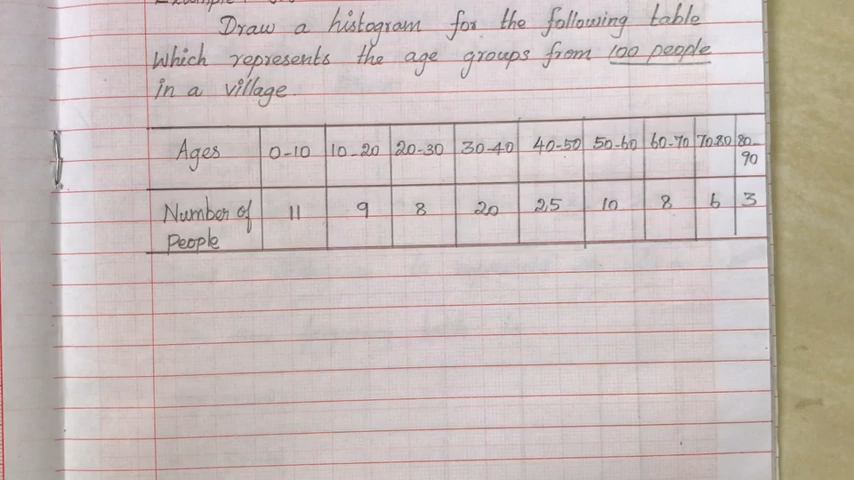 Draw a histogram for the following table
Which represents the age groups from 100 people
in a village
Ages 0-10 10-20 20-30 30-40 40-50 50-60 60-70 70-80 80-90
Number of People 11 9 8 20 25 10 8 6 3